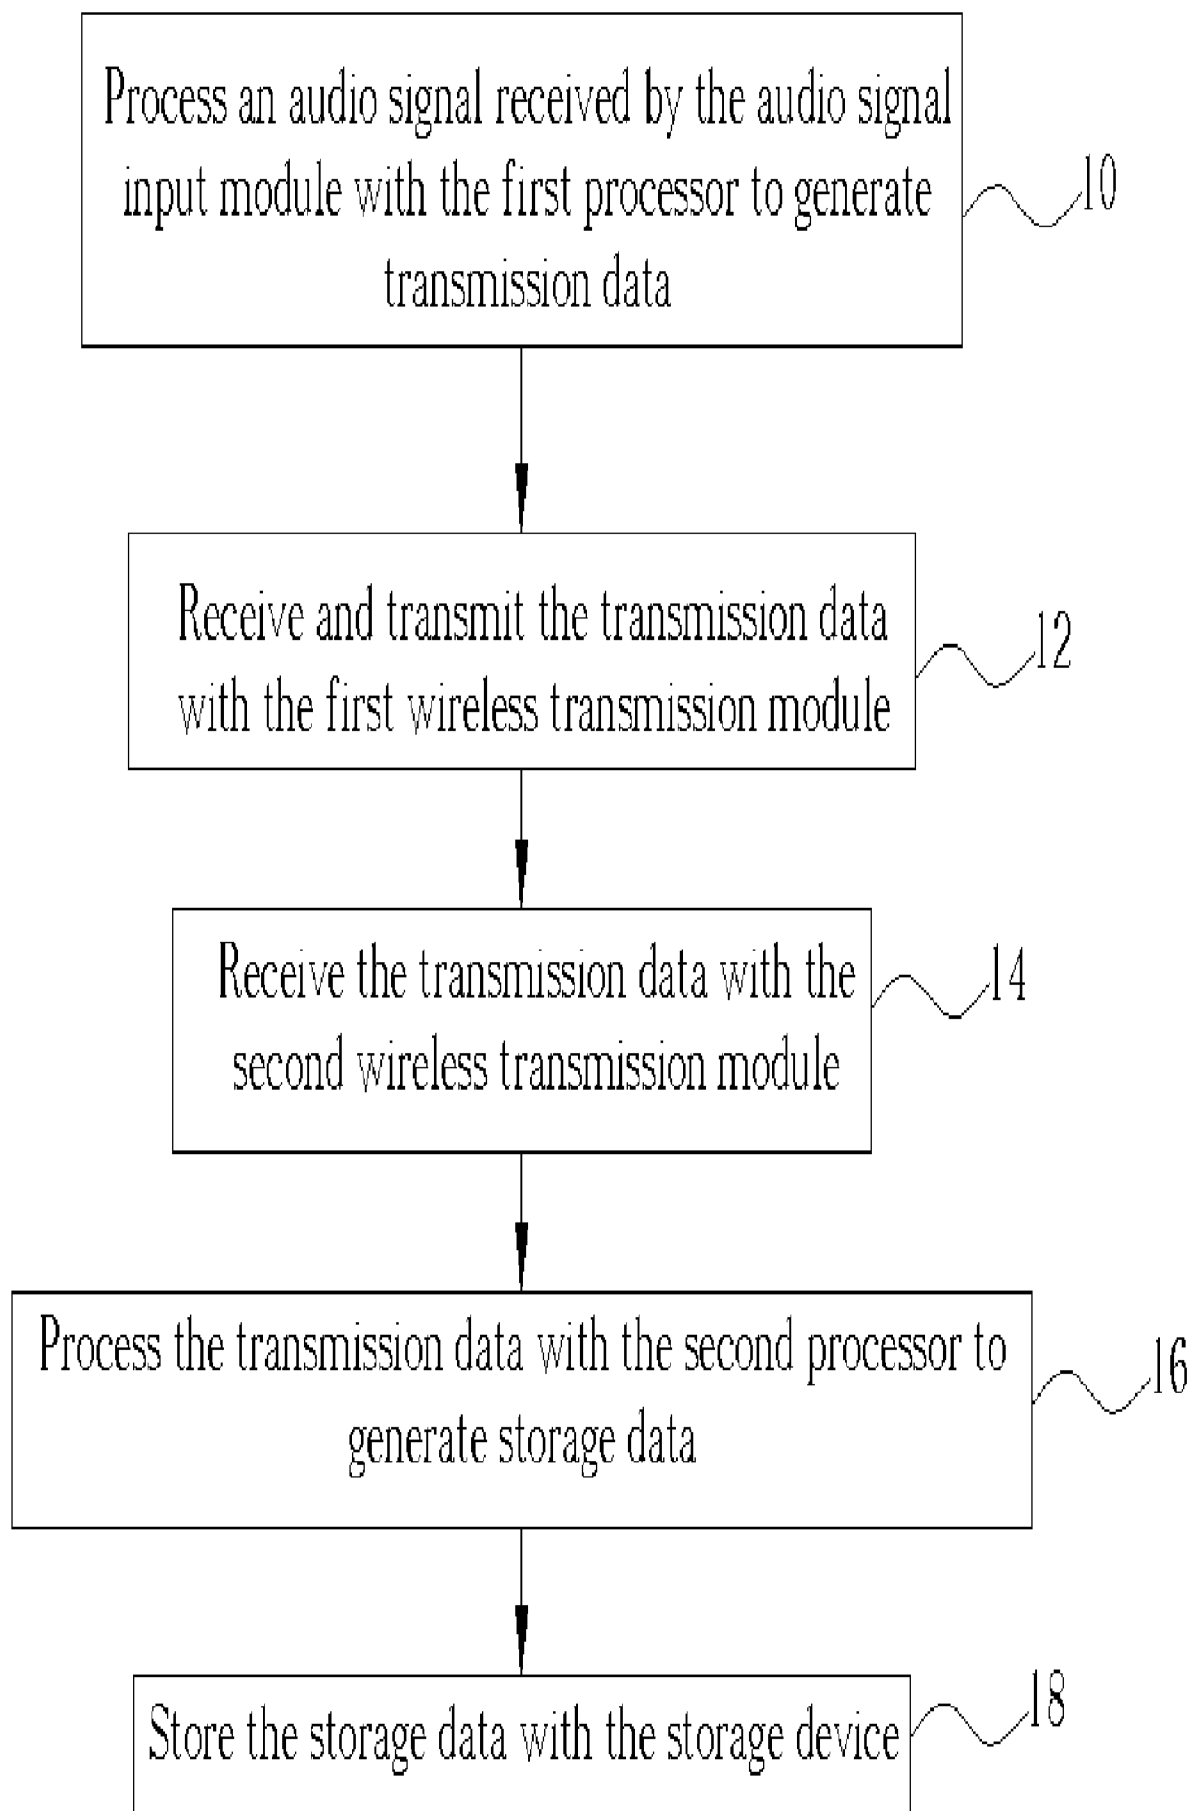 Process an audio signal received by the audio signal
input module with the first processor to generate
transmission data
10
Receive and transmit the transmission data
with the first wireless transmission module
12
Receive the transmission data with the
second wireless transmission module
14
Process the transmission data with the second processor to
generate storage data
16
Store the storage data with the storage device
18